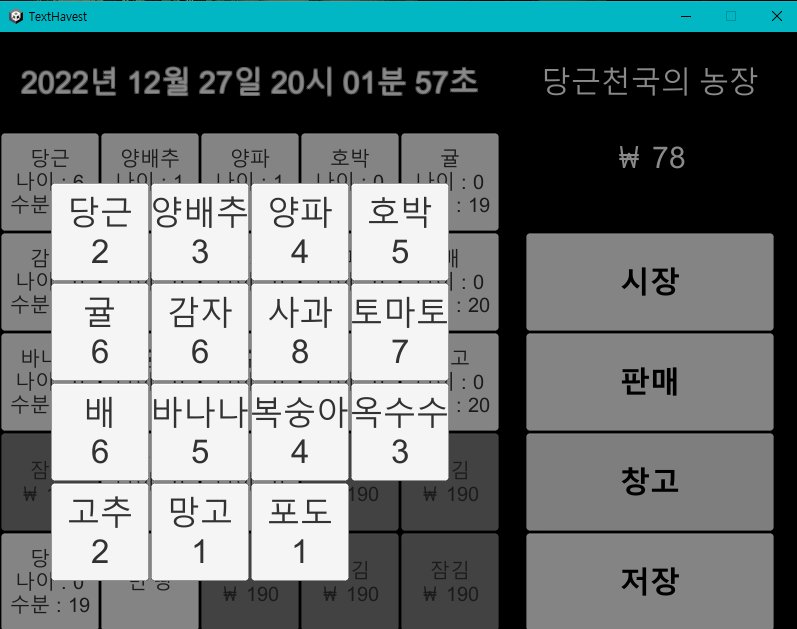 TextHavest
2022년 12월 27일 20시 01분 57초
당근천국의 농장
₩ 78
당근
나이 : 6
수분
양배추
나이 : 1
양파
나이 : 1
호박
나이 : 0
귤
이 : 0
: 19
당근
2
양배추
3
양파
4
호박
5
귤
6
감자
6
사과
8
토마토
7
배
6
바나나
5
복숭아
4
옥수수
3
고추
2
망고
1
포도
1
감
나이
수분
배
: 0
: 20
바나
나이
수분
고
: 0
: 20
잠
₩
190
잠김
₩ 190
당
나이 : 0
수분 : 19
₩ 190
김
₩ 190
잠김
₩ 190
시장
판매
창고
저장